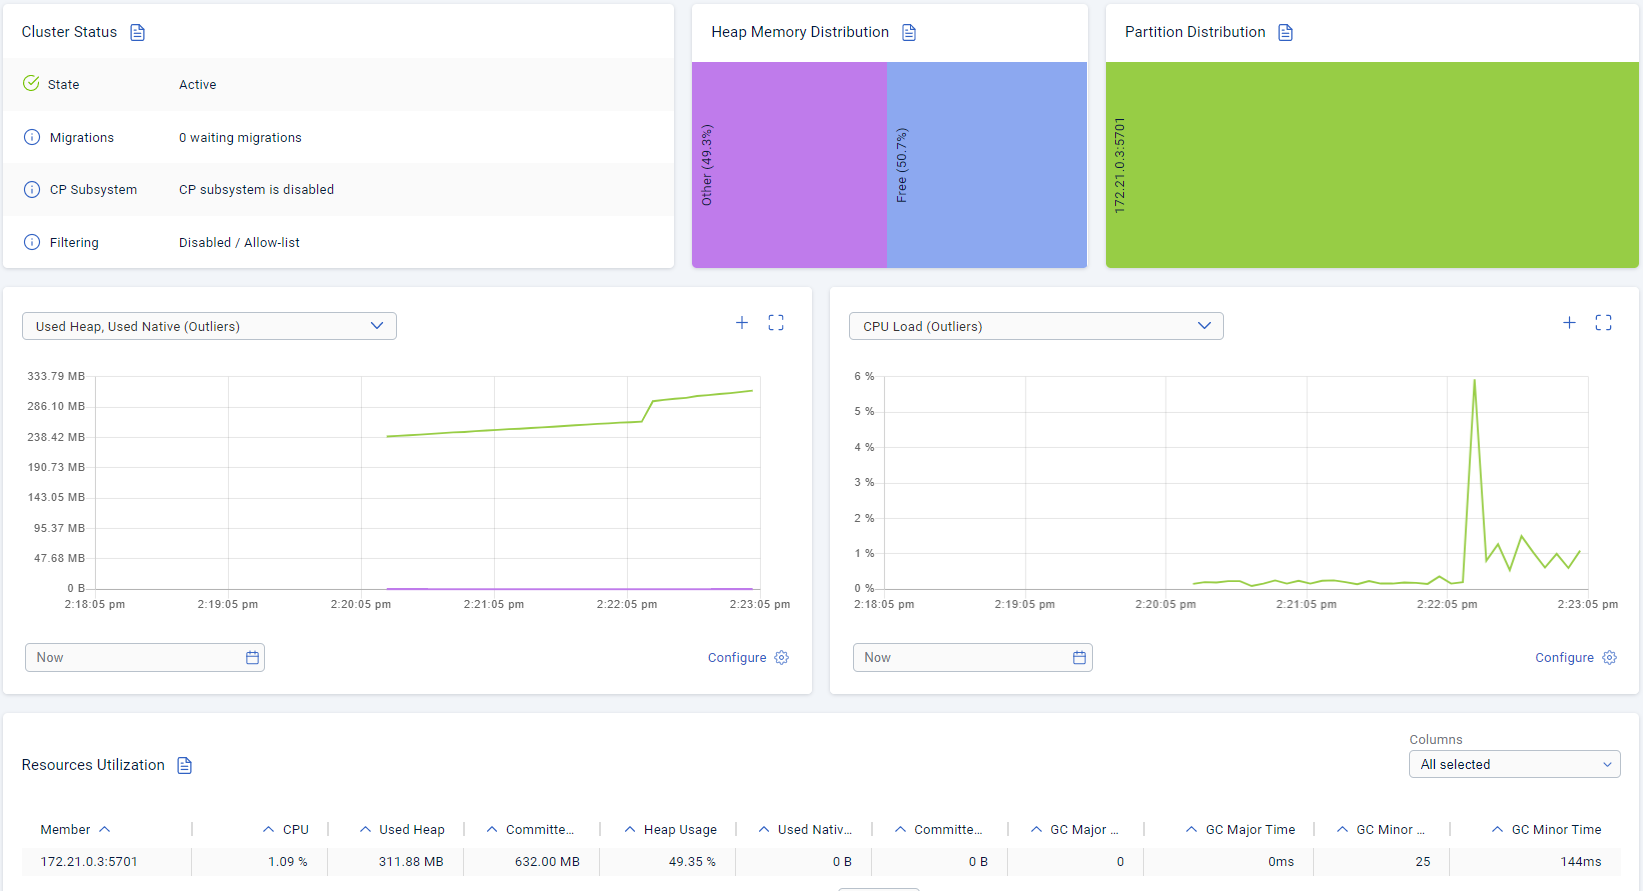 Cluster Status
State Active
Migrations 0 waiting migrations
CP Subsystem CP subsystem is disabled
Filtering Disabled / Allow-list
Heap Memory Distribution
Other (49.3%)
Free (50.7%)
Partition Distribution
172.21.0.3:5701
Used Heap, Used Native (Outliers)
333.79 MB
286.10 MB
238.42 MB
190.73 MB
143.05 MB
95.37 MB
47.68 MB
0 B
2:18:05 pm 2:19:05 pm 2:20:05 pm 2:21:05 pm 2:22:05 pm 2:23:05 pm
Now Configure
CPU Load (Outliers)
6 %
5 %
4 %
3 %
2 %
1 %
0 %
2:18:05 pm 2:19:05 pm 2:20:05 pm 2:21:05 pm 2:22:05 pm 2:23:05 pm
Now Configure
Resources Utilization
Columns
All selected
Member CPU Used Heap Committe... Heap Usage Used Nativ... Committe... GC Major ... GC Major Time GC Minor ... GC Minor Time
172.21.0.3:5701 1.09 % 311.88 MB 632.00 MB 49.35 % 0 B 0 B 0 0ms 25 144ms